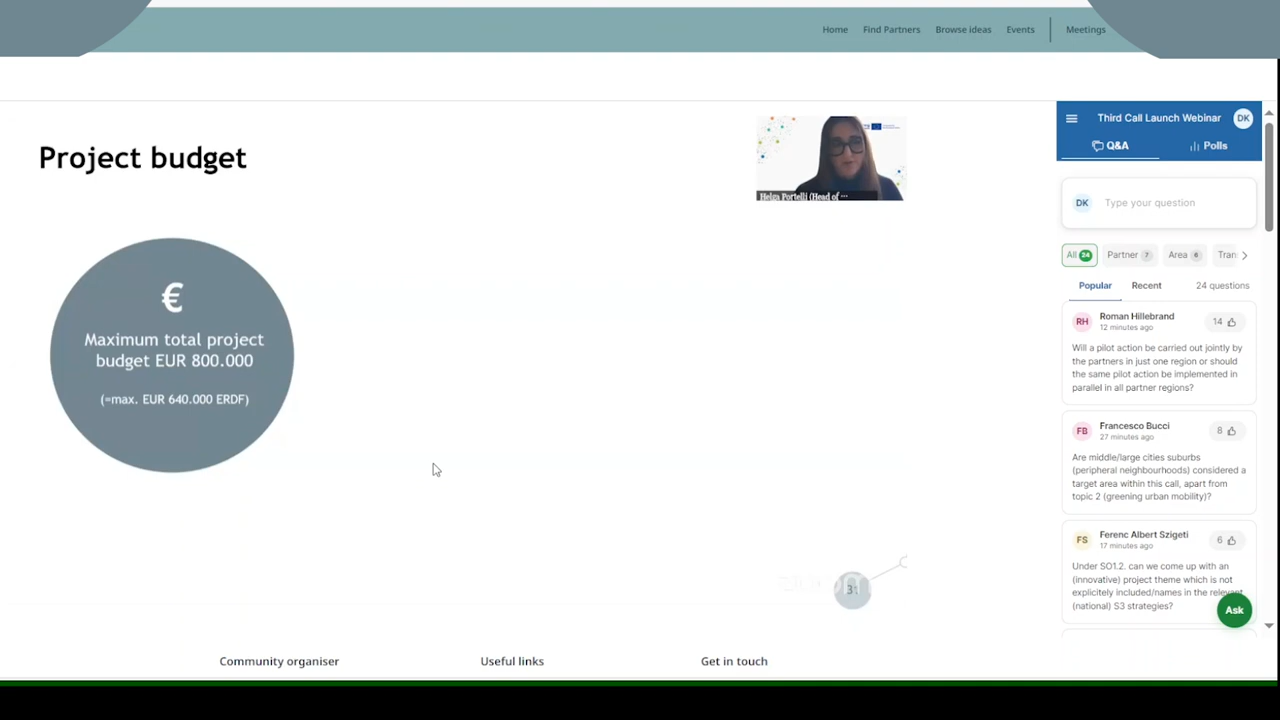 Home Find Partners Browse ideas Events Meetings
Project budget
€
Maximum total project
budget EUR 800.000
(=max. EUR 640.000 ERDF)
Helga Portelli (Head of ···
31
Third Call Launch Webinar DK
Q&A Polls
DK Type your question
All 24 Partner 7 Area 6 Tran
Popular Recent 24 questions
RH Roman Hillebrand 14
12 minutes ago
Will a pilot action be carried out jointly by
the partners in just one region or should
the same pilot action be implemented in
parallel in all partner regions?
FB Francesco Bucci 8
27 minutes ago
Are middle/large cities suburbs
(peripheral neighbourhoods) considered a
target area within this call, apart from
topic 2 (greening urban mobility)?
FS Ferenc Albert Szigeti 6
17 minutes ago
Under SO1.2. can we come up with an
(innovative) project theme which is not
explicitly included/names in the relevant
(national) S3 strategies?
Ask
Community organiser Useful links Get in touch